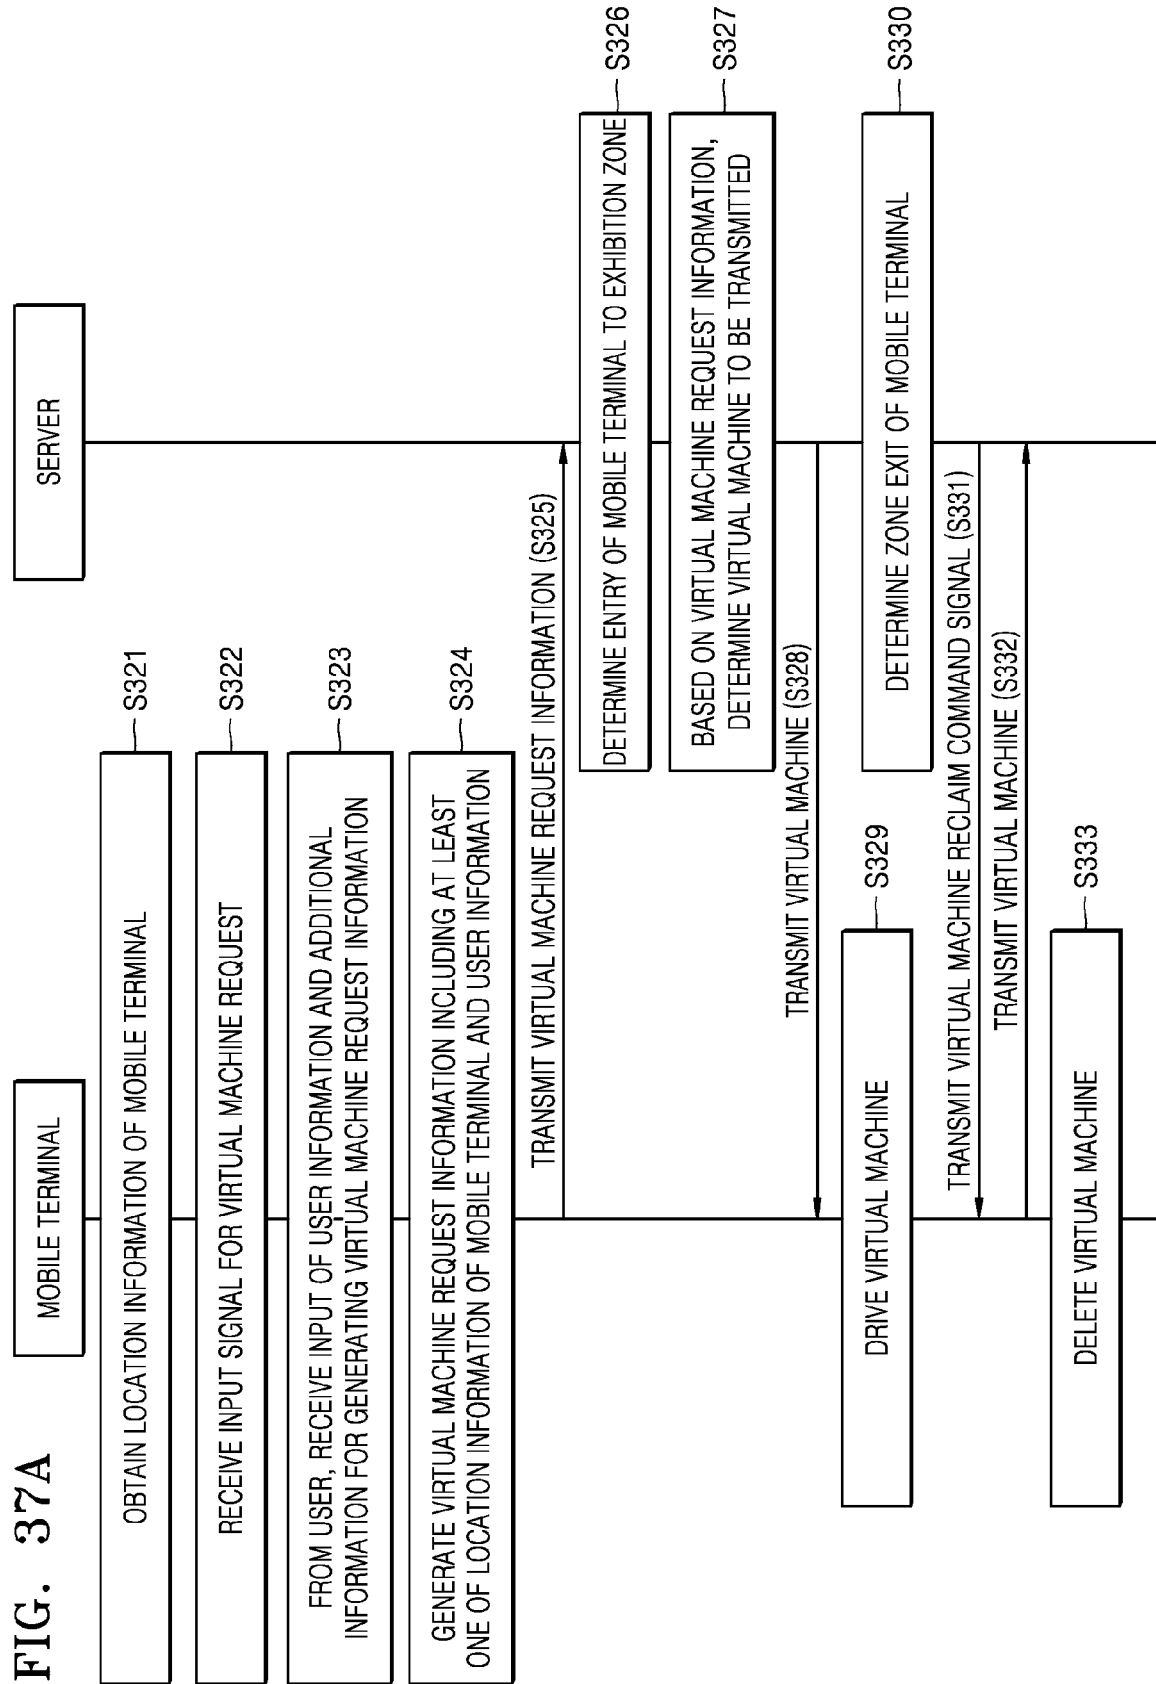 FIG. 37A
MOBILE TERMINAL
SERVER
OBTAIN LOCATION INFORMATION OF MOBILE TERMINAL
S321
RECEIVE INPUT SIGNAL FOR VIRTUAL MACHINE REQUEST
S322
FROM USER, RECEIVE INPUT OF USER INFORMATION AND ADDITIONAL
INFORMATION FOR GENERATING VIRTUAL MACHINE REQUEST INFORMATION
S323
GENERATE VIRTUAL MACHINE REQUEST INFORMATION INCLUDING AT LEAST
ONE OF LOCATION INFORMATION OF MOBILE TERMINAL AND USER INFORMATION
S324
TRANSMIT VIRTUAL MACHINE REQUEST INFORMATION (S325)
DETERMINE ENTRY OF MOBILE TERMINAL TO EXHIBITION ZONE
S326
BASED ON VIRTUAL MACHINE REQUEST INFORMATION,
DETERMINE VIRTUAL MACHINE TO BE TRANSMITTED
S327
TRANSMIT VIRTUAL MACHINE (S328)
DRIVE VIRTUAL MACHINE
S329
DETERMINE ZONE EXIT OF MOBILE TERMINAL
S330
TRANSMIT VIRTUAL MACHINE RECLAIM COMMAND SIGNAL (S331)
TRANSMIT VIRTUAL MACHINE (S332)
DELETE VIRTUAL MACHINE
S333